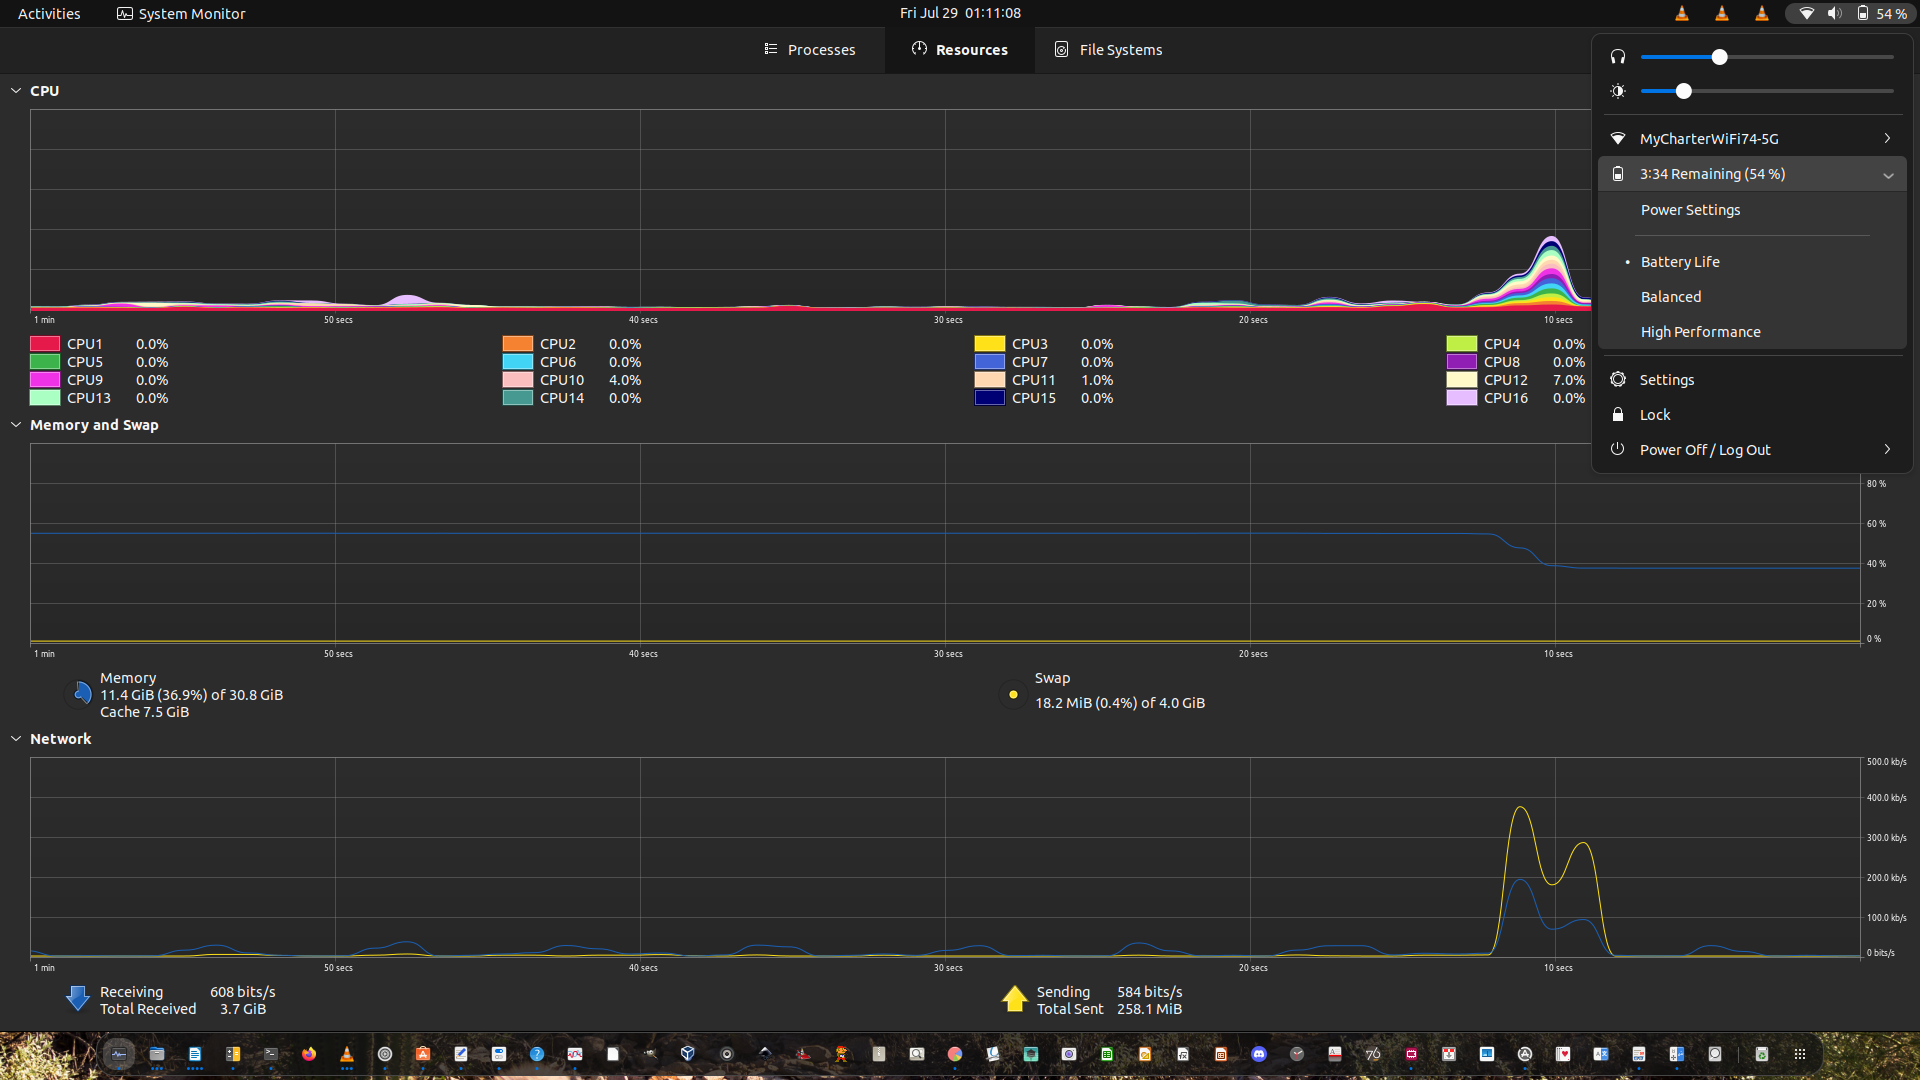 Activities
System Monitor
Fri Jul 29 01:11:08
54 %
Processes
Resources
File Systems
CPU
1 min
50 secs
40 secs
30 secs
20 secs
10 secs
CPU1 0.0%
CPU2 0.0%
CPU3 0.0%
CPU4 0.0%
CPU5 0.0%
CPU6 0.0%
CPU7 0.0%
CPU8 0.0%
CPU9 0.0%
CPU10 4.0%
CPU11 1.0%
CPU12 7.0%
CPU13 0.0%
CPU14 0.0%
CPU15 0.0%
CPU16 0.0%
MyCharterWiFi74-5G
3:34 Remaining (54 %)
Power Settings
Battery Life
Balanced
High Performance
Settings
Lock
Power Off / Log Out
Memory and Swap
80 %
60 %
40 %
20 %
0 %
1 min
50 secs
40 secs
30 secs
20 secs
10 secs
Memory
11.4 GiB (36.9%) of 30.8 GiB
Cache 7.5 GiB
Swap
18.2 MiB (0.4%) of 4.0 GiB
Network
500.0 kb/s
400.0 kb/s
300.0 kb/s
200.0 kb/s
100.0 kb/s
0 bits/s
1 min
50 secs
40 secs
30 secs
20 secs
10 secs
Receiving 608 bits/s
Total Received 3.7 GiB
Sending 584 bits/s
Total Sent 258.1 MiB